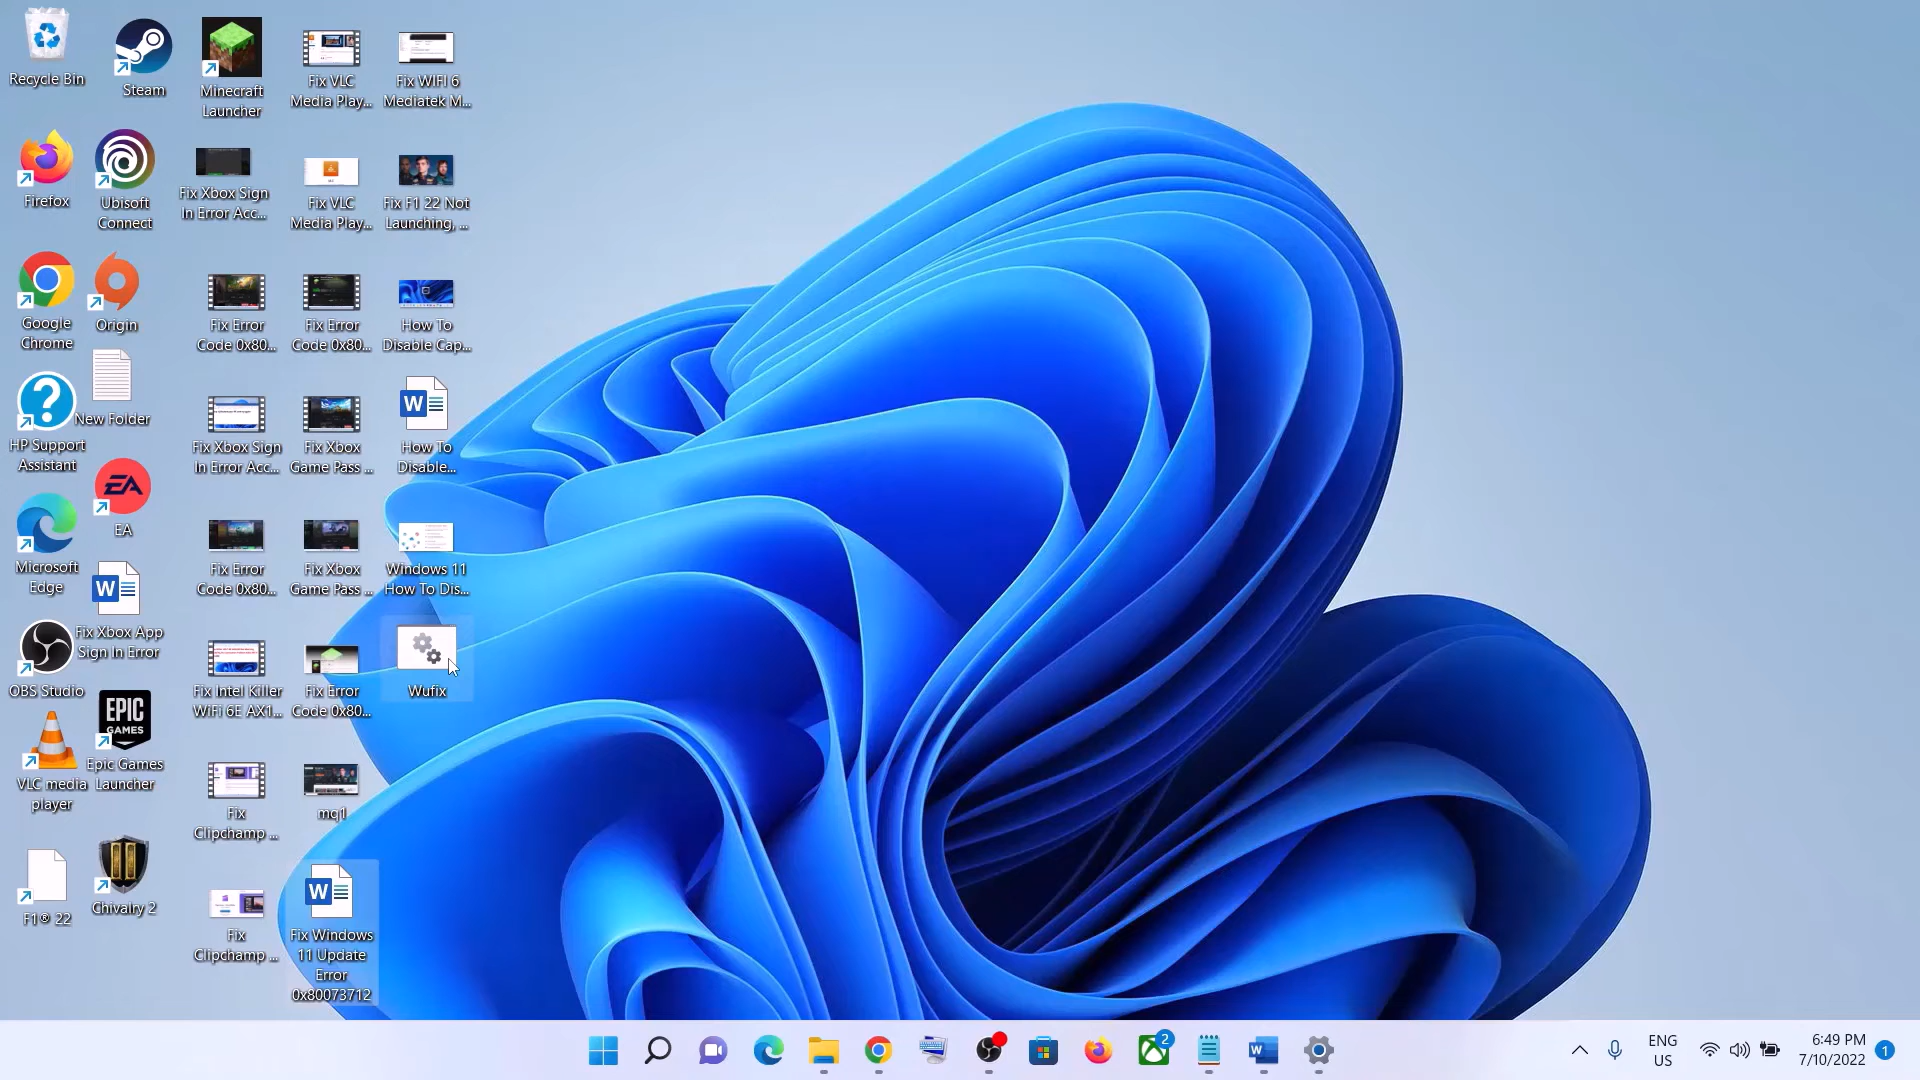 Recycle Bin
Steam
Minecraft
Launcher
Fix VLC
Media Play...
Fix WIFI 6
Mediatek M...
Firefox
Ubisoft
Connect
Fix Xbox Sign
In Error Acc...
Fix VLC
Media Play...
Fix F1 22 Not
Launching, ...
Google
Chrome
Origin
Fix Error
Code 0x80...
Fix Error
Code 0x80...
How To
Disable Cap...
HP Support
Assistant
New Folder
Fix Xbox Sign
In Error Acc...
Fix Xbox
Game Pass ...
W
How To
Disable...
Microsoft
Edge
EA
EA
Fix Error
Code 0x80...
Fix Xbox
Game Pass ...
Windows 11
How To Dis...
OBS Studio
W
Fix Xbox App
Sign In Error
Fix Intel Killer
WiFi 6E AX1...
Fix Error
Code 0x80...
Wufix
VLC media
player
EPIC
GAMES
Epic Games
Launcher
Fix
Clipchamp ...
mq1
F1® 22
Chivalry 2
Fix
Clipchamp ...
W
Fix Windows
11 Update
Error
0x80073712
2
W
ENG
US
6:49 PM
7/10/2022
1